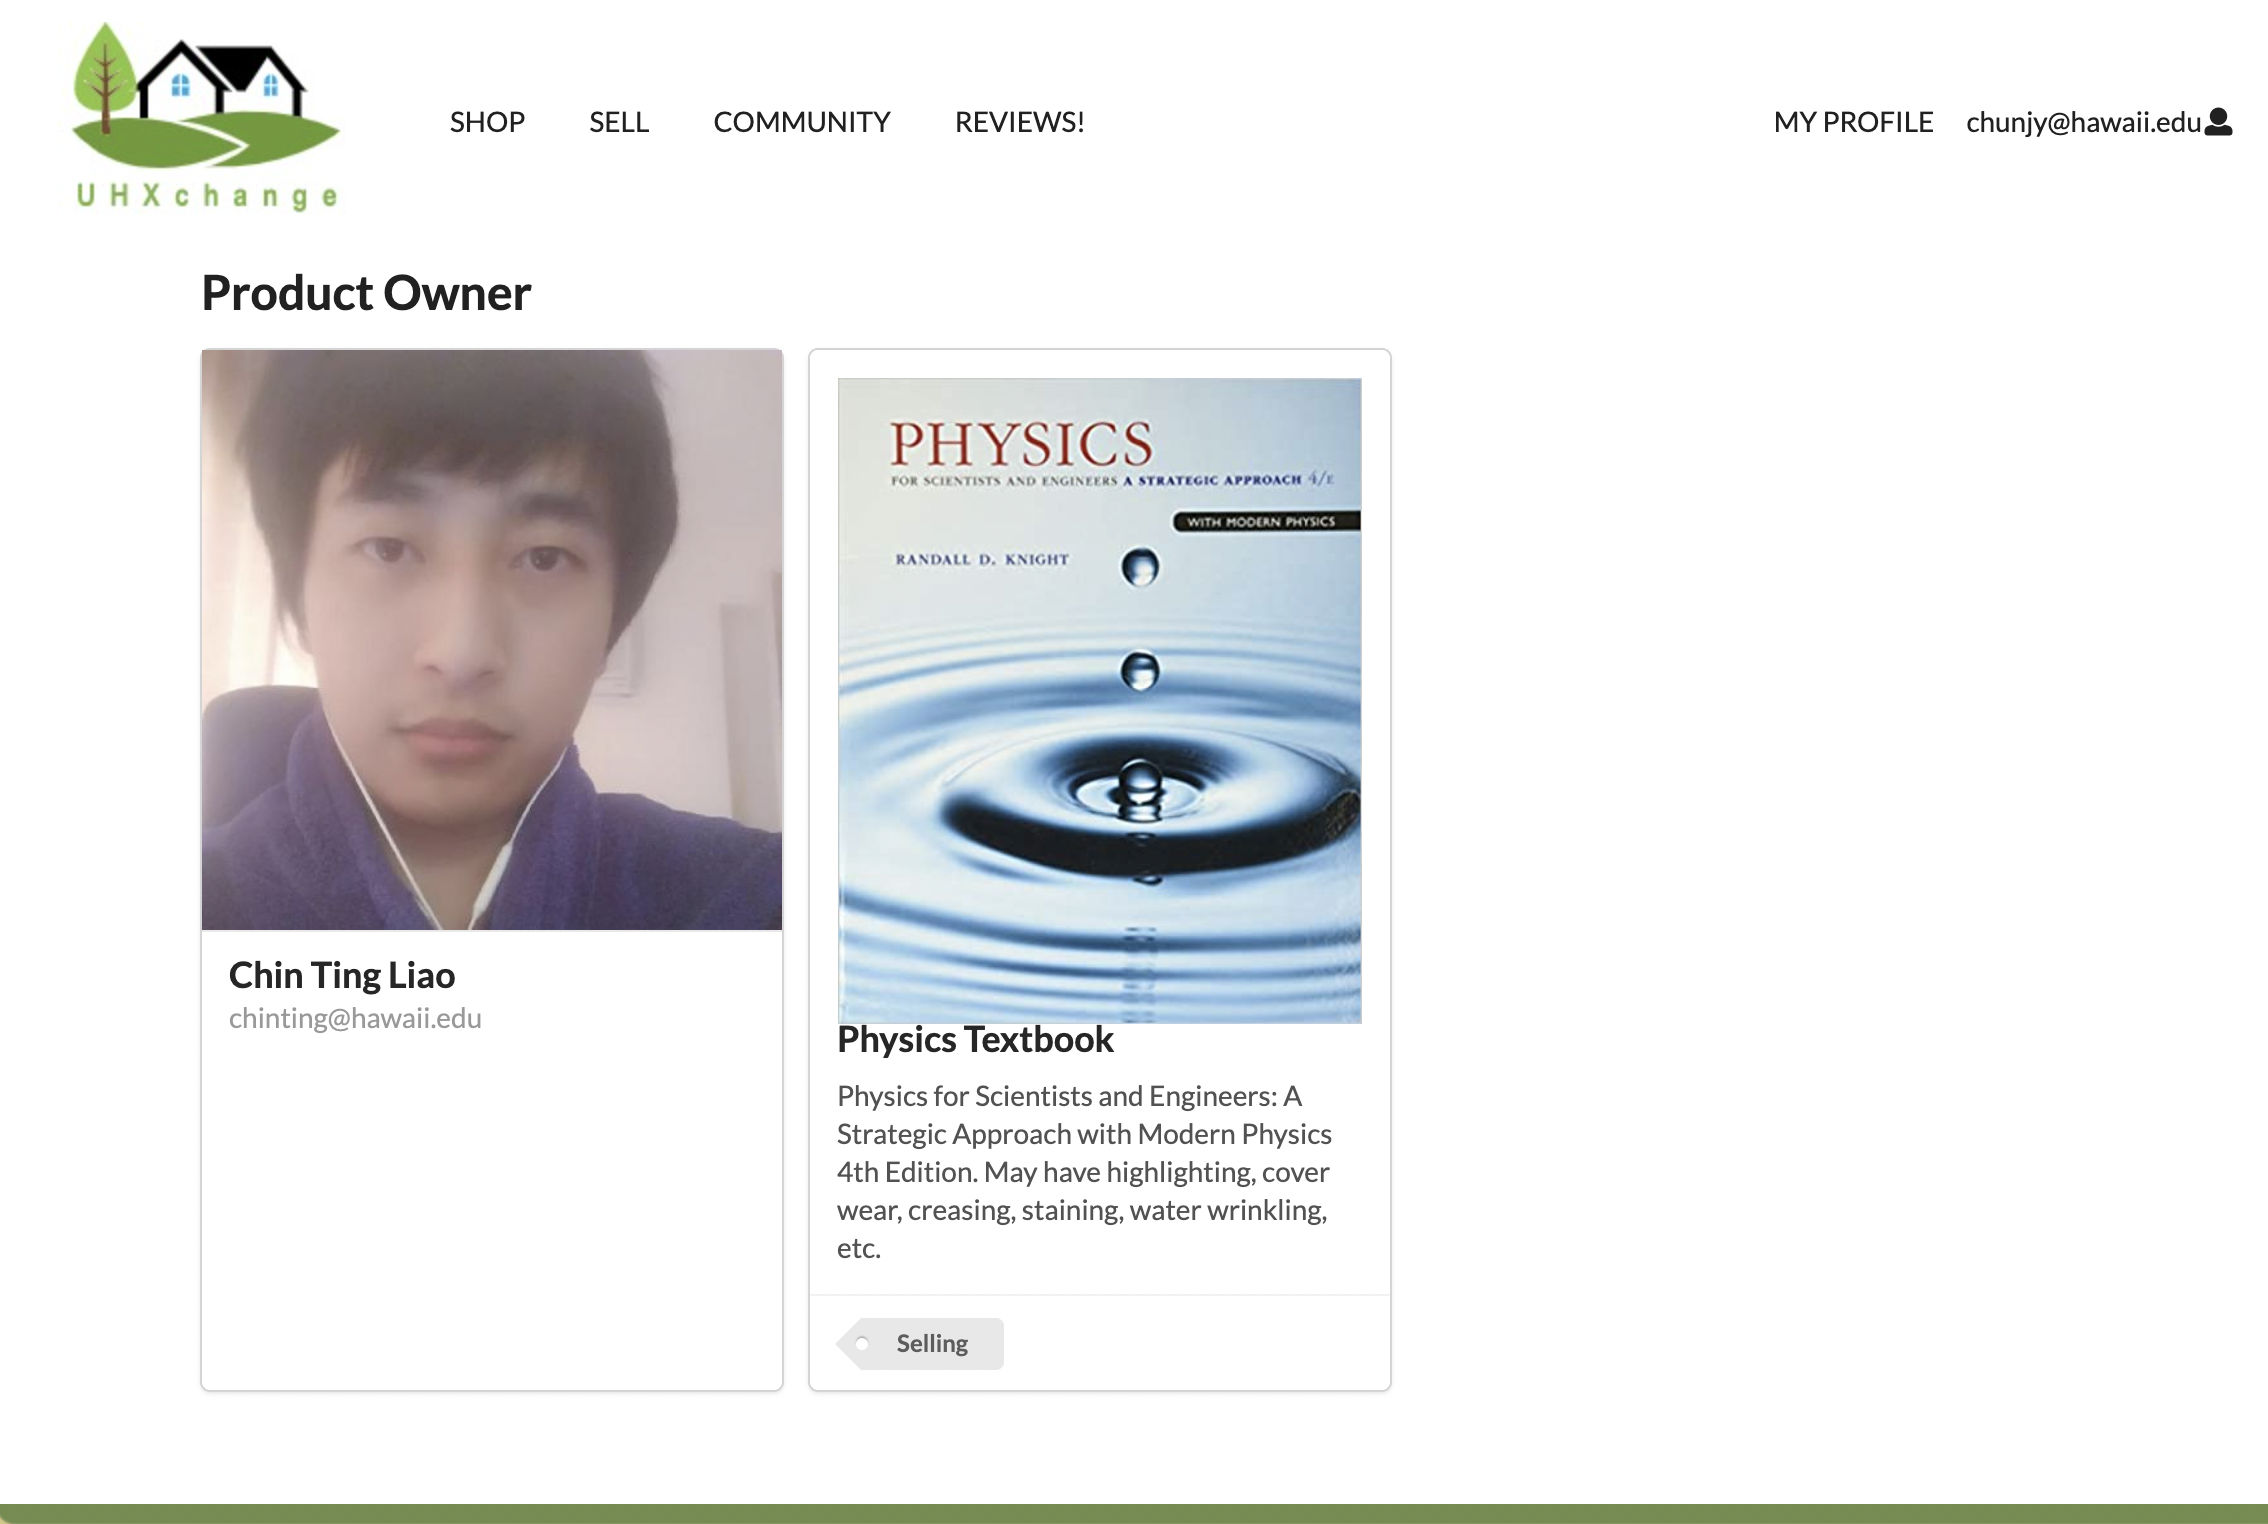 UHXchange
SHOP
SELL
COMMUNITY
REVIEWS!
MY PROFILE
chunjy@hawaii.edu
Product Owner
Chin Ting Liao
chinting@hawaii.edu
PHYSICS
FOR SCIENTISTS AND ENGINEERS A STRATEGIC APPROACH 4/E
WITH MODERN PHYSICS
RANDALL D. KNIGHT
Physics Textbook
Physics for Scientists and Engineers: A
Strategic Approach with Modern Physics
4th Edition. May have highlighting, cover
wear, creasing, staining, water wrinkling,
etc.
Selling